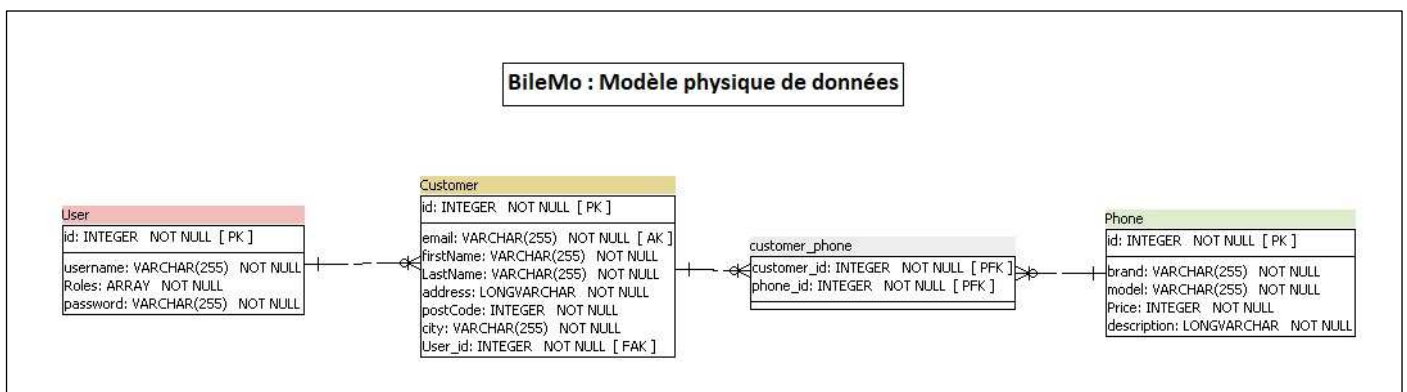 BileMo : Modèle physique de données
User
id: INTEGER NOT NULL [ PK ]
username: VARCHAR(255) NOT NULL
Roles: ARRAY NOT NULL
password: VARCHAR(255) NOT NULL
Customer
id: INTEGER NOT NULL [ PK ]
email: VARCHAR(255) NOT NULL [ AK ]
firstName: VARCHAR(255) NOT NULL
LastName: VARCHAR(255) NOT NULL
address: LONGVARCHAR NOT NULL
postCode: INTEGER NOT NULL
city: VARCHAR(255) NOT NULL
User_id: INTEGER NOT NULL [ FAK ]
customer_phone
customer_id: INTEGER NOT NULL [ PFK ]
phone_id: INTEGER NOT NULL [ PFK ]
Phone
id: INTEGER NOT NULL [ PK ]
brand: VARCHAR(255) NOT NULL
model: VARCHAR(255) NOT NULL
Price: INTEGER NOT NULL
description: LONGVARCHAR NOT NULL